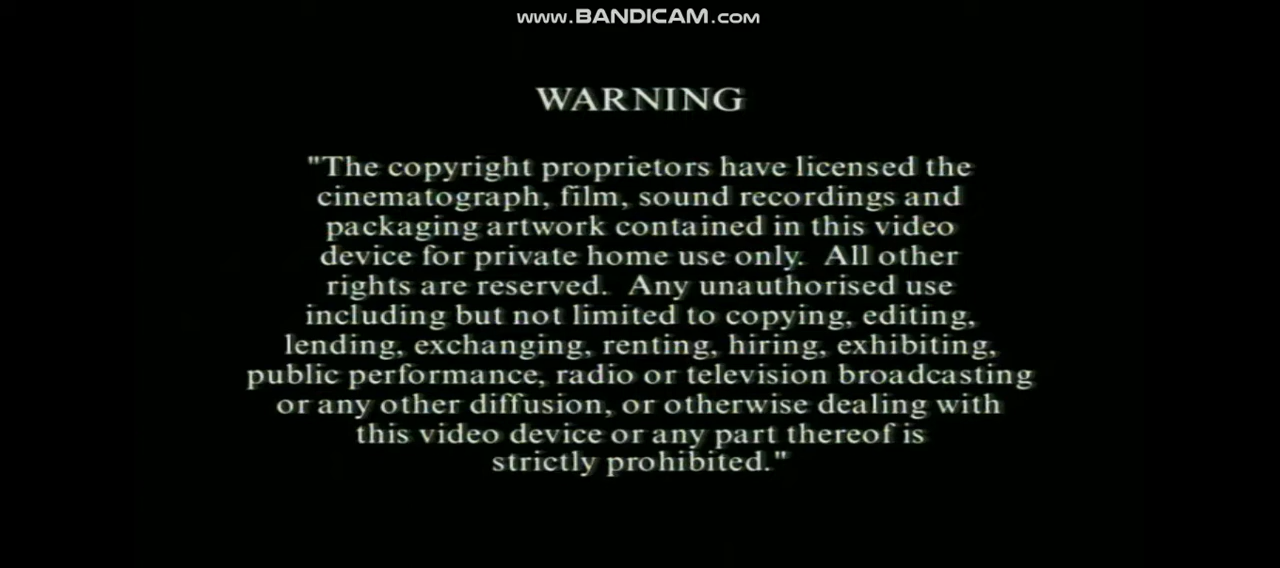 www.BANDICAM.com
WARNING
"The copyright proprietors have licensed the
cinematograph, film, sound recordings and
packaging artwork contained in this video
device for private home use only. All other
rights are reserved. Any unauthorised use
including but not limited to copying, editing,
lending, exchanging, renting, hiring, exhibiting,
public performance, radio or television broadcasting
or any other diffusion, or otherwise dealing with
this video device or any part thereof is
strictly prohibited."